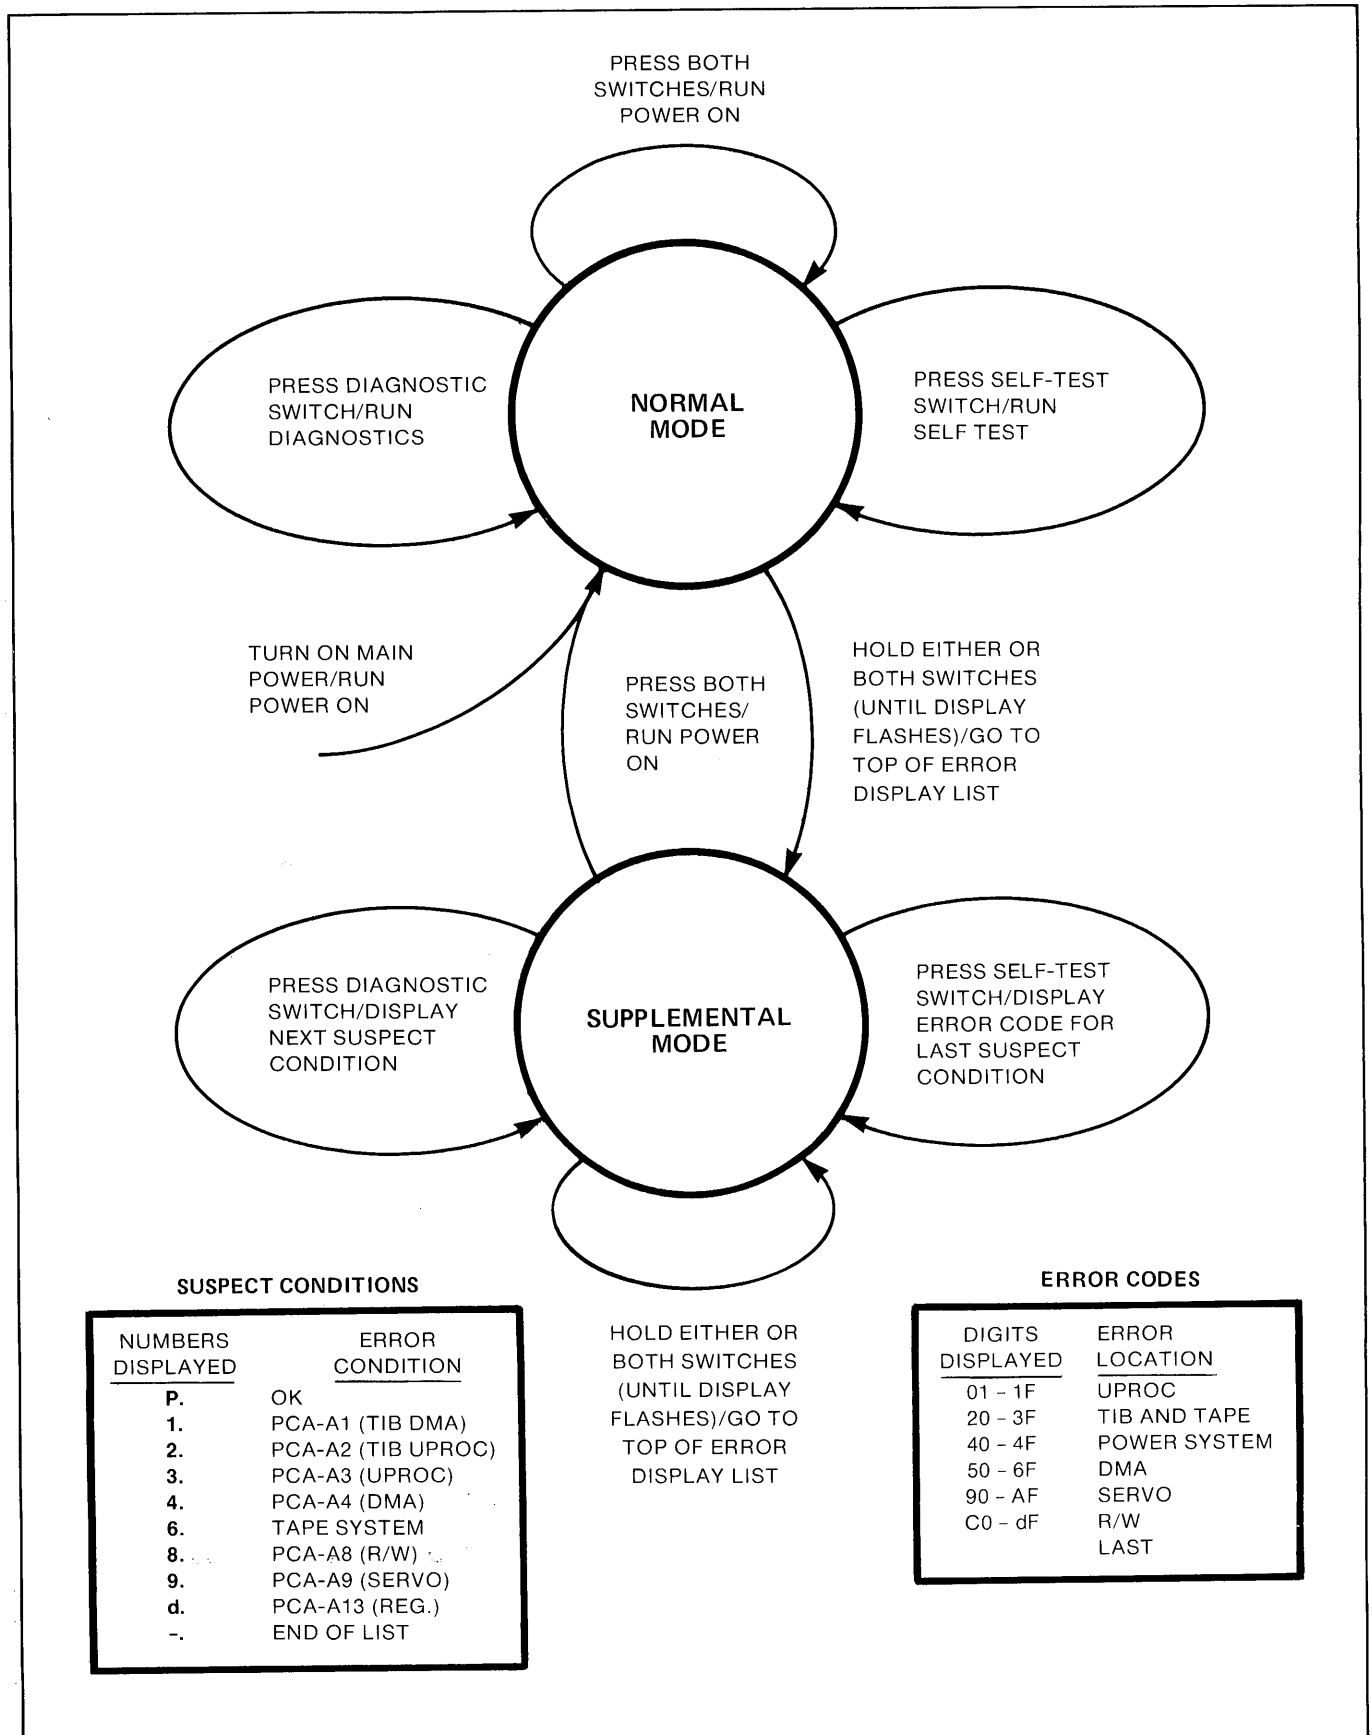 PRESS BOTH
SWITCHES/RUN
POWER ON
PRESS DIAGNOSTIC
SWITCH/RUN
DIAGNOSTICS
NORMAL
MODE
PRESS SELF-TEST
SWITCH/RUN
SELF TEST
TURN ON MAIN
POWER/RUN
POWER ON
PRESS BOTH
SWITCHES/
RUN POWER
ON
HOLD EITHER OR
BOTH SWITCHES
(UNTIL DISPLAY
FLASHES)/GO TO
TOP OF ERROR
DISPLAY LIST
PRESS DIAGNOSTIC
SWITCH/DISPLAY
NEXT SUSPECT
CONDITION
SUPPLEMENTAL
MODE
PRESS SELF-TEST
SWITCH/DISPLAY
ERROR CODE FOR
LAST SUSPECT
CONDITION
SUSPECT CONDITIONS
NUMBERS ERROR
DISPLAYED CONDITION
P. OK
1. PCA-A1 (TIB DMA)
2. PCA-A2 (TIB UPROC)
3. PCA-A3 (UPROC)
4. PCA-A4 (DMA)
6. TAPE SYSTEM
8. PCA-A8 (R/W)
9. PCA-A9 (SERVO)
d. PCA-A13 (REG.)
–. END OF LIST
HOLD EITHER OR
BOTH SWITCHES
(UNTIL DISPLAY
FLASHES)/GO TO
TOP OF ERROR
DISPLAY LIST
ERROR CODES
DIGITS ERROR
DISPLAYED LOCATION
01 – 1F UPROC
20 – 3F TIB AND TAPE
40 – 4F POWER SYSTEM
50 – 6F DMA
90 – AF SERVO
C0 – dF R/W
LAST